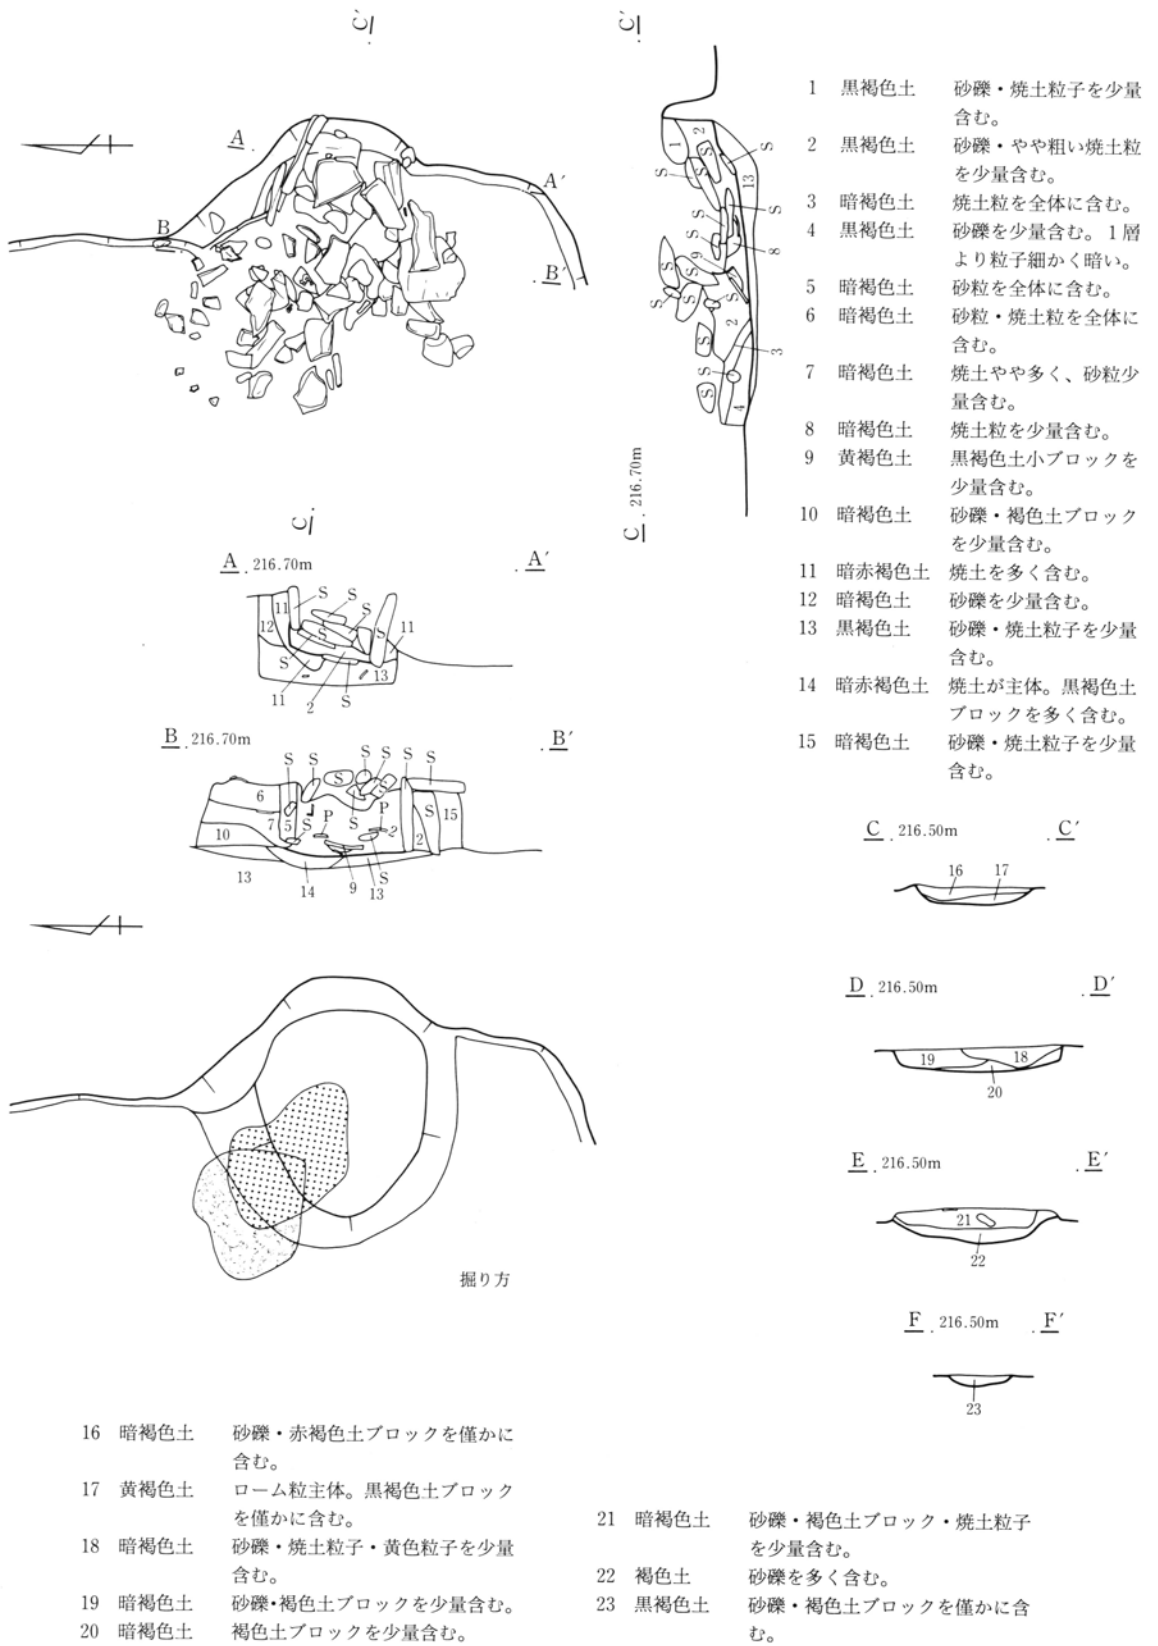 C′
C′
A
A′
B
B′
1 2 S S S 13 S S S 8 S 9 S S S S 2 S 3 S S 4
C 216.70m
C
1 黒褐色土 砂礫・焼土粒子を少量
含む。
2 黒褐色土 砂礫・やや粗い焼土粒
を少量含む。
3 暗褐色土 焼土粒を全体に含む。
4 黒褐色土 砂礫を少量含む。1層
より粒子細かく暗い。
5 暗褐色土 砂粒を全体に含む。
6 暗褐色土 砂粒・焼土粒を全体に
含む。
7 暗褐色土 焼土やや多く、砂粒少
量含む。
8 暗褐色土 焼土粒を少量含む。
9 黄褐色土 黒褐色土小ブロックを
少量含む。
10 暗褐色土 砂礫・褐色土ブロック
を少量含む。
11 暗赤褐色土 焼土を多く含む。
12 暗褐色土 砂礫を少量含む。
13 黒褐色土 砂礫・焼土粒子を少量
含む。
14 暗赤褐色土 焼土が主体。黒褐色土
ブロックを多く含む。
15 暗褐色土 砂礫・焼土粒子を少量
含む。
A 216.70m A′
11 S S S 12 S S 11 S 13
11 2 S
B 216.70m B′
S S S S S S
6 S S S 15
7 5 S P S P 2 2
10
13 14 9 13 S
掘り方
C 216.50m C′
16 17
D 216.50m D′
19 18
20
E 216.50m E′
21
22
F 216.50m F′
23
16 暗褐色土 砂礫・赤褐色土ブロックを僅かに
含む。
17 黄褐色土 ローム粒主体。黒褐色土ブロック
を僅かに含む。
18 暗褐色土 砂礫・焼土粒子・黄色粒子を少量
含む。
19 暗褐色土 砂礫・褐色土ブロックを少量含む。
20 暗褐色土 褐色土ブロックを少量含む。
21 暗褐色土 砂礫・褐色土ブロック・焼土粒子
を少量含む。
22 褐色土 砂礫を多く含む。
23 黒褐色土 砂礫・褐色土ブロックを僅かに含
む。